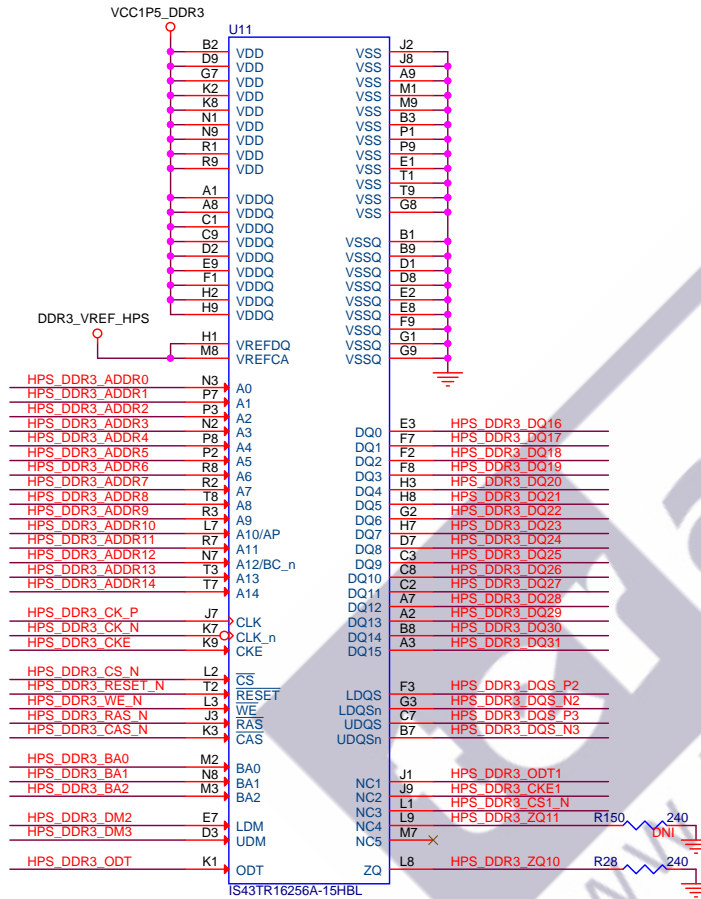 VCC1P5_DDR3
U11
B2 VDD VSS J2
D9 VDD VSS J8
G7 VDD VSS A9
K2 VDD VSS M1
K8 VDD VSS M9
N1 VDD VSS B3
N9 VDD VSS P1
R1 VDD VSS P9
R9 VDD VSS E1
VSS T1
A1 VDDQ VSS T9
A8 VDDQ VSS G8
C1 VDDQ
C9 VDDQ VSSQ B1
D2 VDDQ VSSQ B9
E9 VDDQ VSSQ D1
F1 VDDQ VSSQ D8
H2 VDDQ VSSQ E2
H9 VDDQ VSSQ E8
DDR3_VREF_HPS VSSQ F9
H1 VREFDQ VSSQ G1
M8 VREFCA VSSQ G9
HPS_DDR3_ADDR0 N3 A0
HPS_DDR3_ADDR1 P7 A1
HPS_DDR3_ADDR2 P3 A2
HPS_DDR3_ADDR3 N2 A3 DQ0 E3 HPS_DDR3_DQ16
HPS_DDR3_ADDR4 P8 A4 DQ1 F7 HPS_DDR3_DQ17
HPS_DDR3_ADDR5 P2 A5 DQ2 F2 HPS_DDR3_DQ18
HPS_DDR3_ADDR6 R8 A6 DQ3 F8 HPS_DDR3_DQ19
HPS_DDR3_ADDR7 R2 A7 DQ4 H3 HPS_DDR3_DQ20
HPS_DDR3_ADDR8 T8 A8 DQ5 H8 HPS_DDR3_DQ21
HPS_DDR3_ADDR9 R3 A9 DQ6 G2 HPS_DDR3_DQ22
HPS_DDR3_ADDR10 L7 A10/AP DQ7 H7 HPS_DDR3_DQ23
HPS_DDR3_ADDR11 R7 A11 DQ8 D7 HPS_DDR3_DQ24
HPS_DDR3_ADDR12 N7 A12/BC_n DQ9 C3 HPS_DDR3_DQ25
HPS_DDR3_ADDR13 T3 A13 DQ10 C8 HPS_DDR3_DQ26
HPS_DDR3_ADDR14 T7 A14 DQ11 C2 HPS_DDR3_DQ27
DQ12 A7 HPS_DDR3_DQ28
HPS_DDR3_CK_P J7 CLK DQ13 A2 HPS_DDR3_DQ29
HPS_DDR3_CK_N K7 CLK_n DQ14 B8 HPS_DDR3_DQ30
HPS_DDR3_CKE K9 CKE DQ15 A3 HPS_DDR3_DQ31
HPS_DDR3_CS_N L2 CS
HPS_DDR3_RESET_N T2 RESET LDQS F3 HPS_DDR3_DQS_P2
HPS_DDR3_WE_N L3 WE LDQSn G3 HPS_DDR3_DQS_N2
HPS_DDR3_RAS_N J3 RAS UDQS C7 HPS_DDR3_DQS_P3
HPS_DDR3_CAS_N K3 CAS UDQSn B7 HPS_DDR3_DQS_N3
HPS_DDR3_BA0 M2 BA0
HPS_DDR3_BA1 N8 BA1 NC1 J1 HPS_DDR3_ODT1
HPS_DDR3_BA2 M3 BA2 NC2 J9 HPS_DDR3_CKE1
NC3 L1 HPS_DDR3_CS1_N
HPS_DDR3_DM2 E7 LDM NC4 L9 HPS_DDR3_ZQ11 R150 240
DNI
HPS_DDR3_DM3 D3 UDM NC5 M7
HPS_DDR3_ODT K1 ODT ZQ L8 HPS_DDR3_ZQ10 R28 240
IS43TR16256A-15HBL